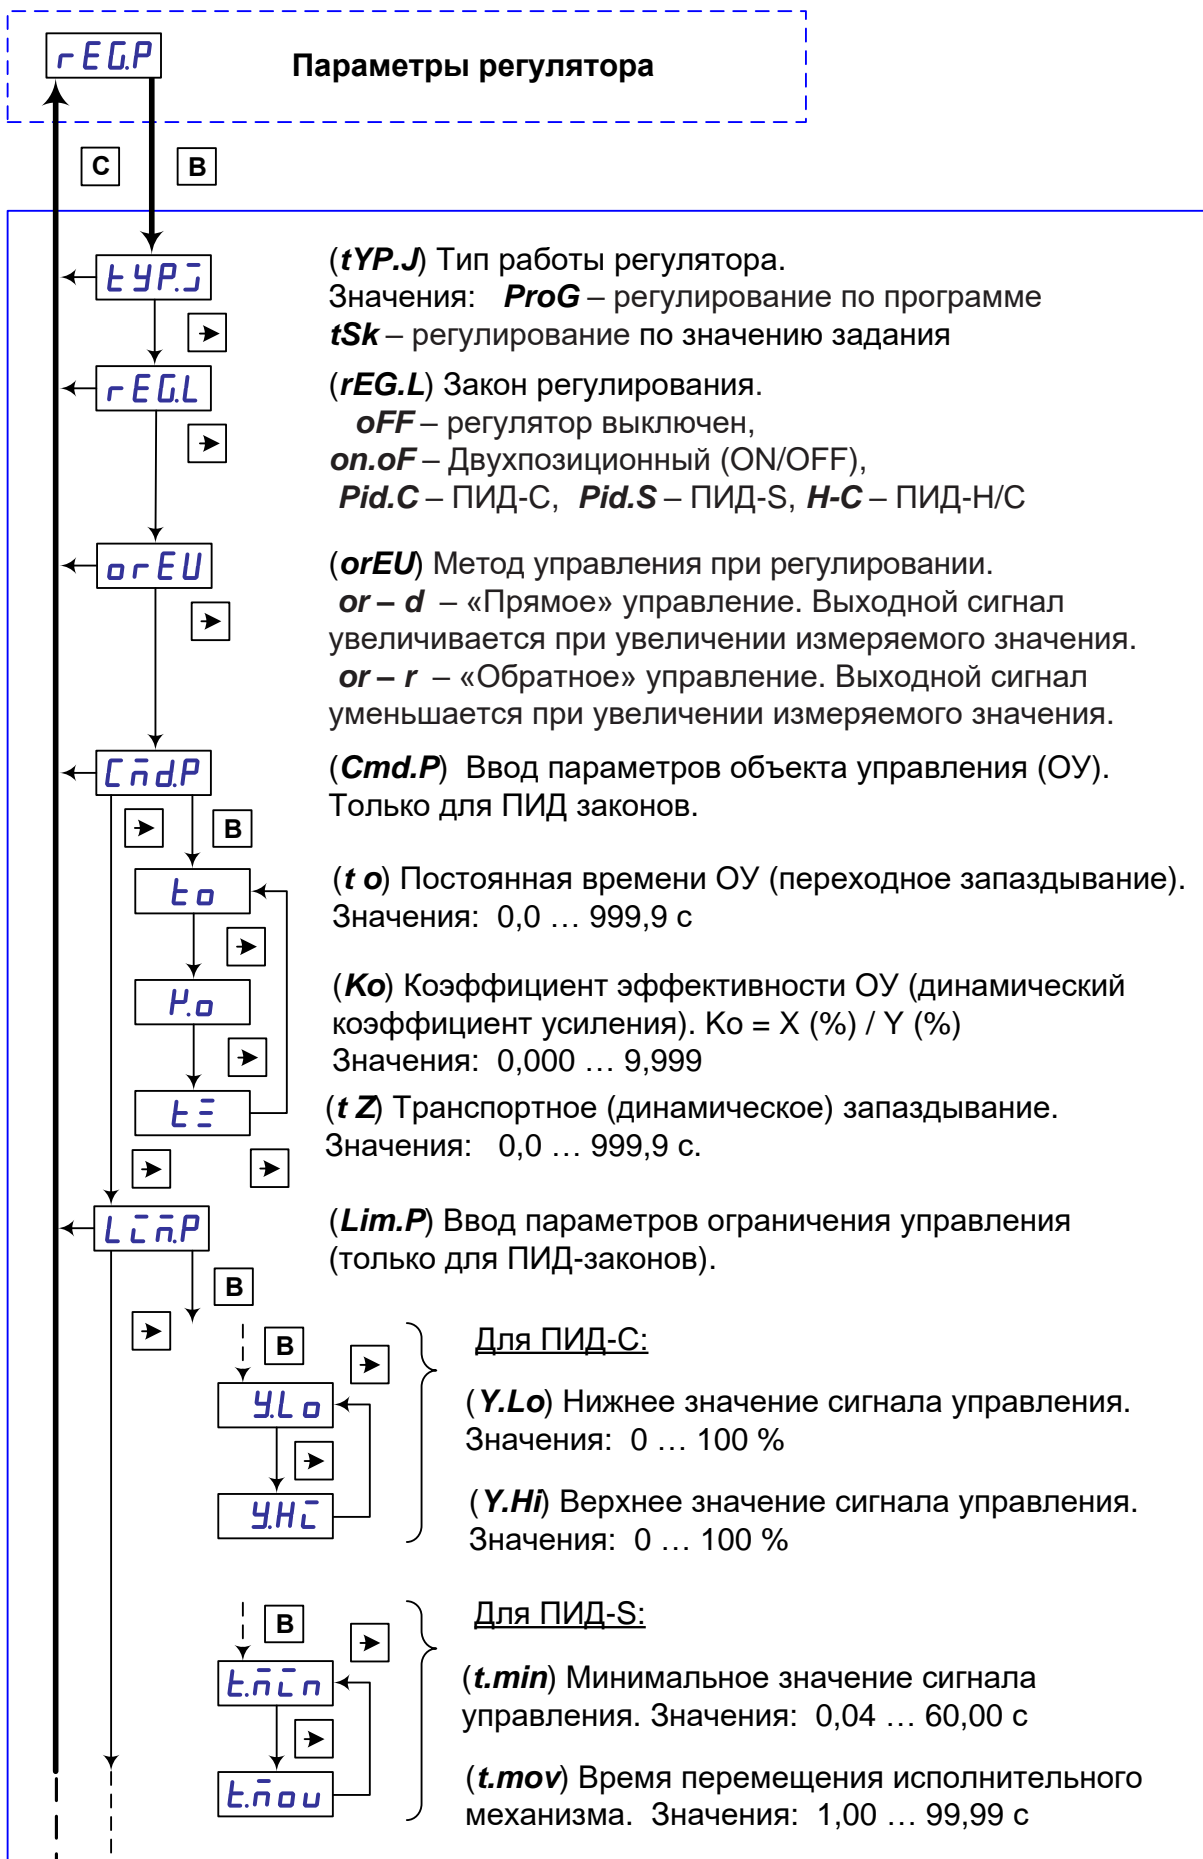 rEG.P
Параметры регулятора
C
B
tYP.J
(tYP.J) Тип работы регулятора.
Значения: ProG – регулирование по программе
tSk – регулирование по значению задания
rEG.L
(rEG.L) Закон регулирования.
oFF – регулятор выключен,
on.oF – Двухпозиционный (ON/OFF),
Pid.C – ПИД-С, Pid.S – ПИД-S, H-C – ПИД-Н/С
orEU
(orEU) Метод управления при регулировании.
or – d – «Прямое» управление. Выходной сигнал
увеличивается при увеличении измеряемого значения.
or – r – «Обратное» управление. Выходной сигнал
уменьшается при увеличении измеряемого значения.
Cmd.P
(Cmd.P) Ввод параметров объекта управления (ОУ).
Только для ПИД законов.
B
t o
(t o) Постоянная времени ОУ (переходное запаздывание).
Значения: 0,0 … 999,9 с
K.o
(Ko) Коэффициент эффективности ОУ (динамический
коэффициент усиления). Ko = X (%) / Y (%)
Значения: 0,000 … 9,999
t Z
(t Z) Транспортное (динамическое) запаздывание.
Значения: 0,0 … 999,9 с.
Lim.P
(Lim.P) Ввод параметров ограничения управления
(только для ПИД-законов).
B
B
Для ПИД-С:
Y.Lo
(Y.Lo) Нижнее значение сигнала управления.
Значения: 0 … 100 %
Y.Hi
(Y.Hi) Верхнее значение сигнала управления.
Значения: 0 … 100 %
B
Для ПИД-S:
t.min
(t.min) Минимальное значение сигнала
управления. Значения: 0,04 … 60,00 с
t.mov
(t.mov) Время перемещения исполнительного
механизма. Значения: 1,00 … 99,99 с